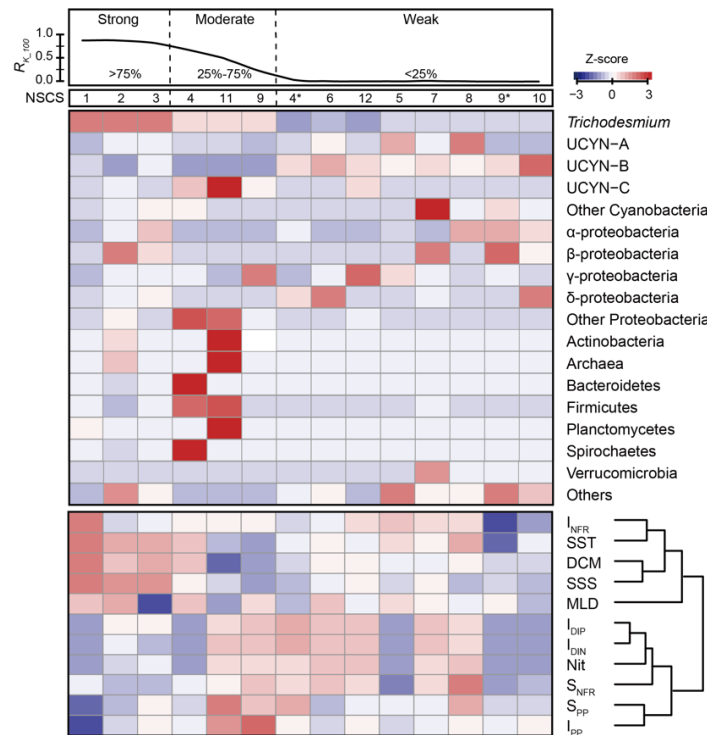 Strong Moderate Weak
R_K_100
1.0
0.5
0.0
>75% 25%-75% <25%
Z-score
−3 0 3
NSCS 1 2 3 4 11 9 4* 6 12 5 7 8 9* 10
Trichodesmium
UCYN−A
UCYN−B
UCYN−C
Other Cyanobacteria
α-proteobacteria
β-proteobacteria
γ-proteobacteria
δ-proteobacteria
Other Proteobacteria
Actinobacteria
Archaea
Bacteroidetes
Firmicutes
Planctomycetes
Spirochaetes
Verrucomicrobia
Others
I_NFR
SST
DCM
SSS
MLD
I_DIP
I_DIN
Nit
S_NFR
S_PP
I_PP